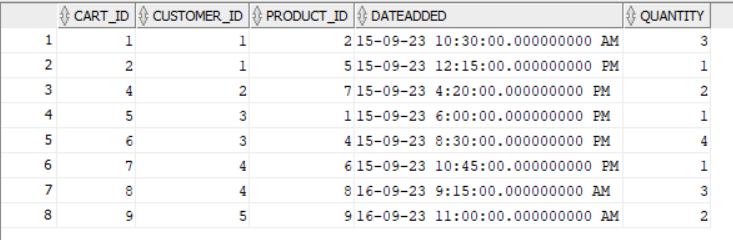 CART_ID CUSTOMER_ID PRODUCT_ID DATEADDED QUANTITY
1 1 1 2 15-09-23 10:30:00.000000000 AM 3
2 2 1 5 15-09-23 12:15:00.000000000 PM 1
3 4 2 7 15-09-23 4:20:00.000000000 PM 2
4 5 3 1 15-09-23 6:00:00.000000000 PM 1
5 6 3 4 15-09-23 8:30:00.000000000 PM 4
6 7 4 6 15-09-23 10:45:00.000000000 PM 1
7 8 4 8 16-09-23 9:15:00.000000000 AM 3
8 9 5 9 16-09-23 11:00:00.000000000 AM 2